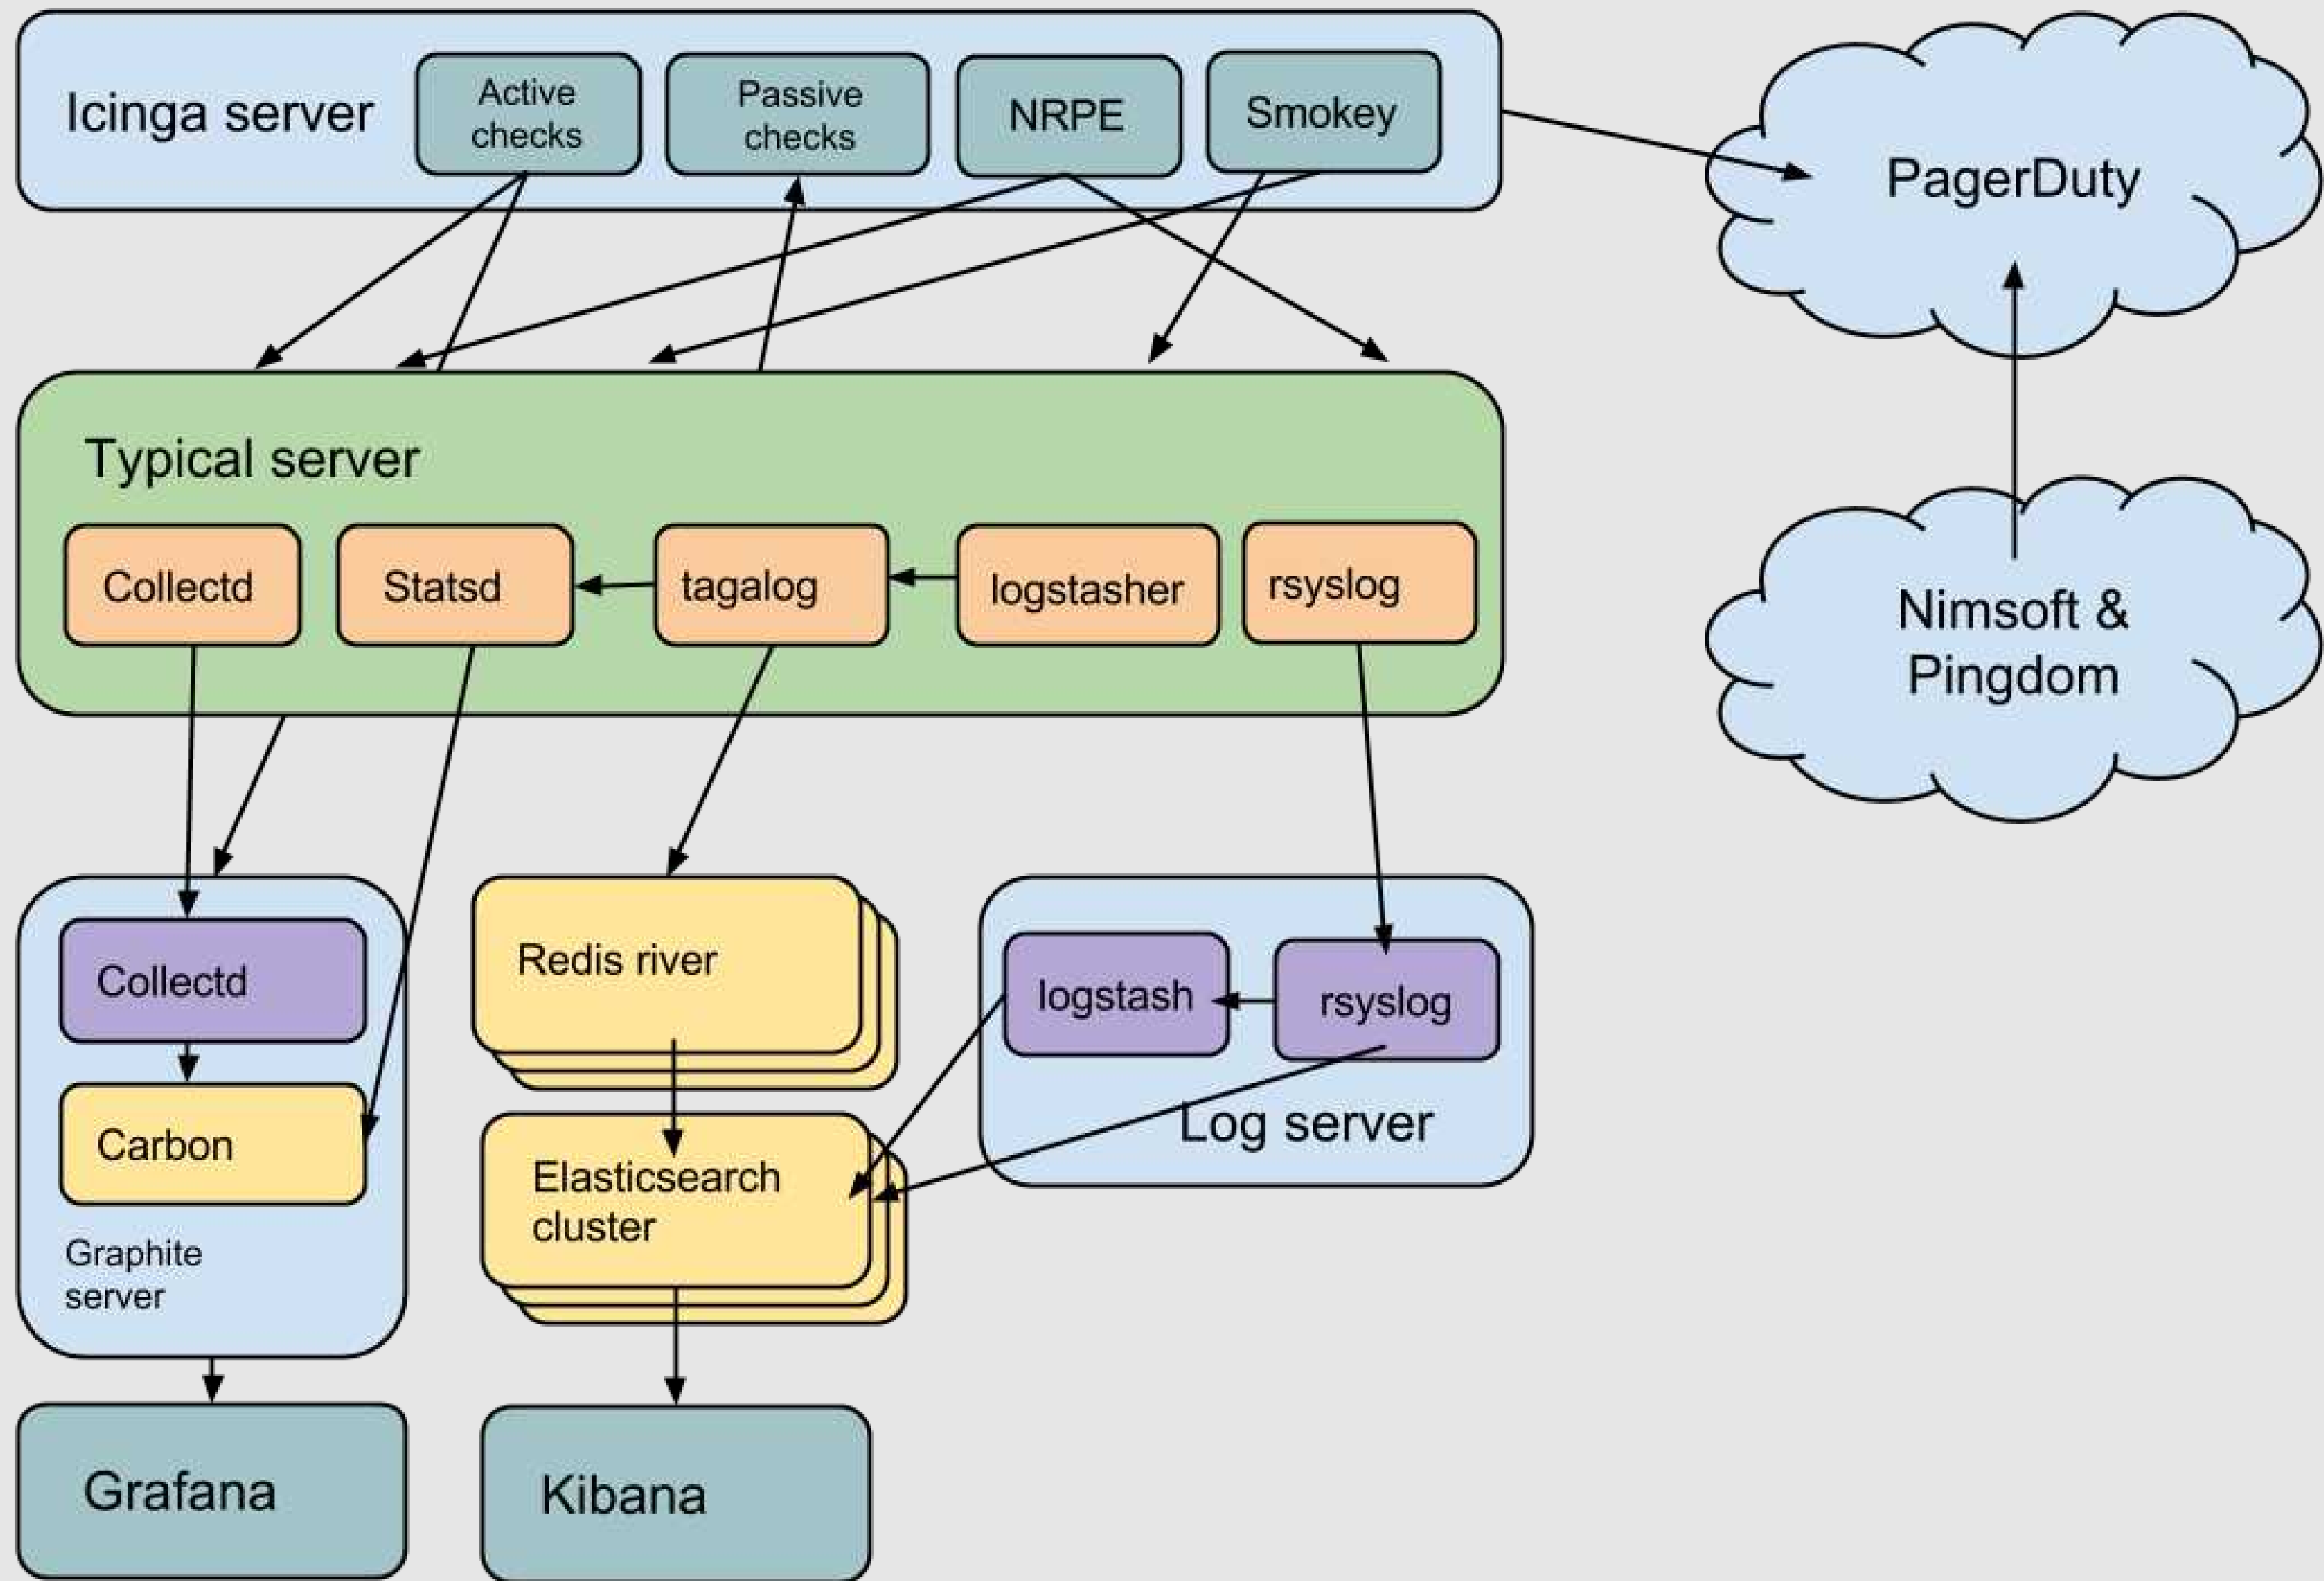 Icinga server
Active
checks
Passive
checks
NRPE
Smokey
PagerDuty
Typical server
Collectd
Statsd
tagalog
logstasher
rsyslog
Nimsoft &
Pingdom
Collectd
Carbon
Graphite
server
Redis river
Elasticsearch
cluster
logstash
rsyslog
Log server
Grafana
Kibana